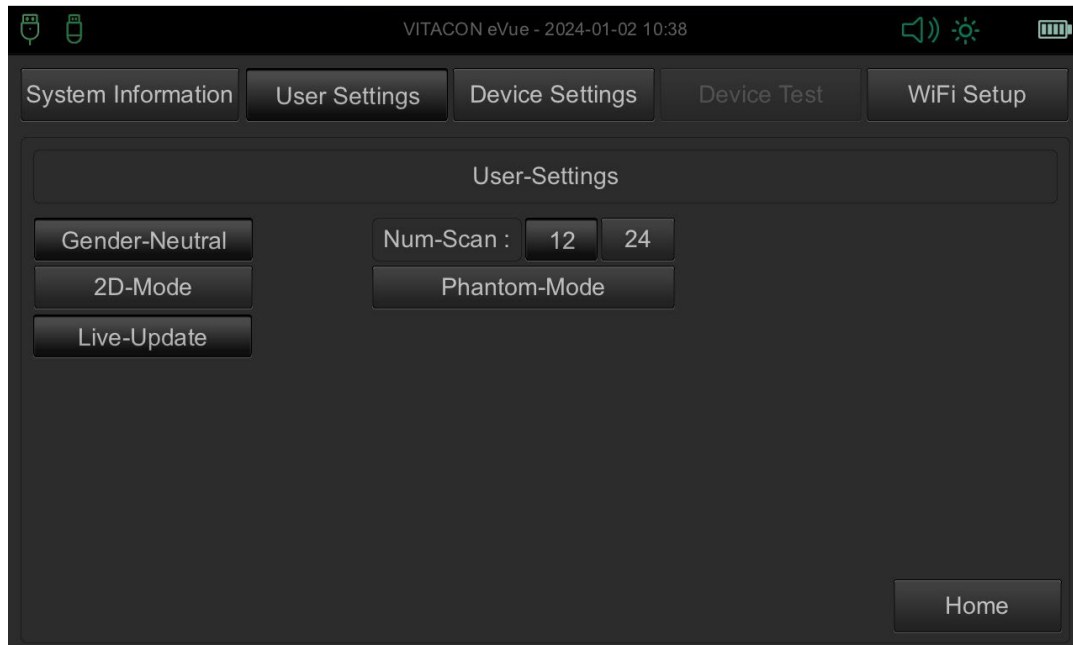 VITACON eVue - 2024-01-02 10:38
System Information User Settings Device Settings Device Test WiFi Setup
User-Settings
Gender-Neutral Num-Scan : 12 24
2D-Mode Phantom-Mode
Live-Update
Home